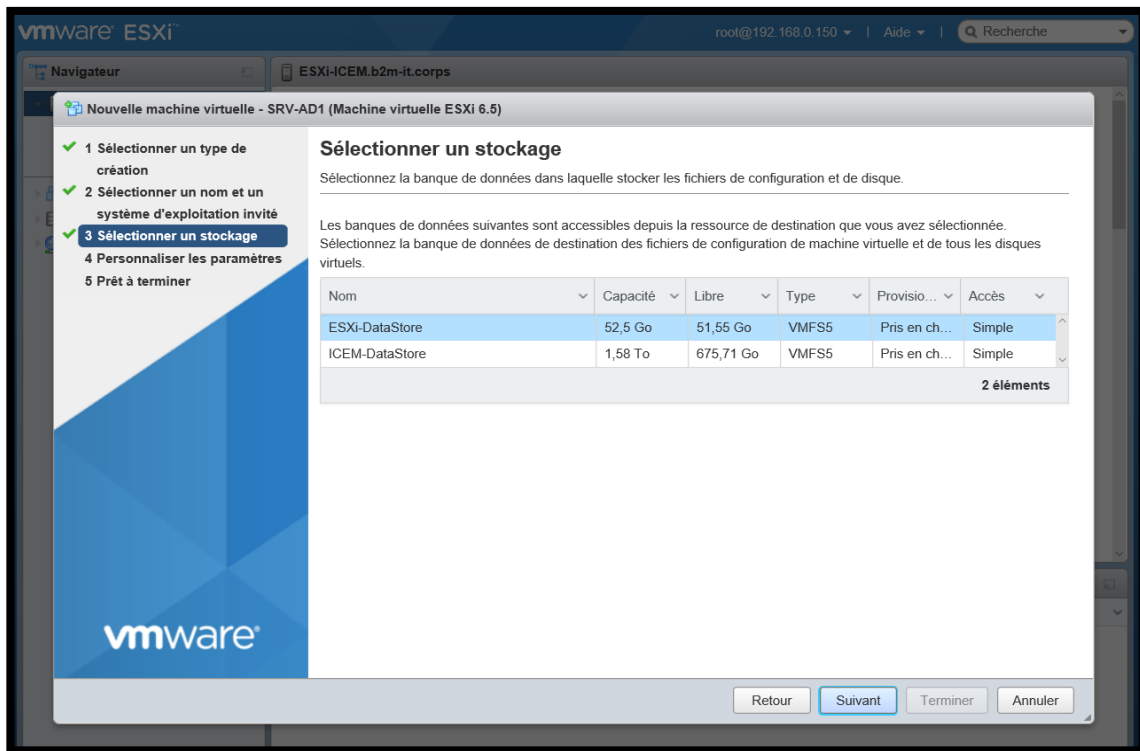 vmware ESXi™
root@192.168.0.150 | Aide | Recherche
Navigateur
ESXi-ICEM.b2m-it.corps
Nouvelle machine virtuelle - SRV-AD1 (Machine virtuelle ESXi 6.5)
1 Sélectionner un type de
création
2 Sélectionner un nom et un
système d'exploitation invité
3 Sélectionner un stockage
4 Personnaliser les paramètres
5 Prêt à terminer
vmware®
Sélectionner un stockage
Sélectionnez la banque de données dans laquelle stocker les fichiers de configuration et de disque.
Les banques de données suivantes sont accessibles depuis la ressource de destination que vous avez sélectionnée.
Sélectionnez la banque de données de destination des fichiers de configuration de machine virtuelle et de tous les disques
virtuels.
Nom Capacité Libre Type Provisio... Accès
ESXi-DataStore 52,5 Go 51,55 Go VMFS5 Pris en ch... Simple
ICEM-DataStore 1,58 To 675,71 Go VMFS5 Pris en ch... Simple
2 éléments
Retour Suivant Terminer Annuler